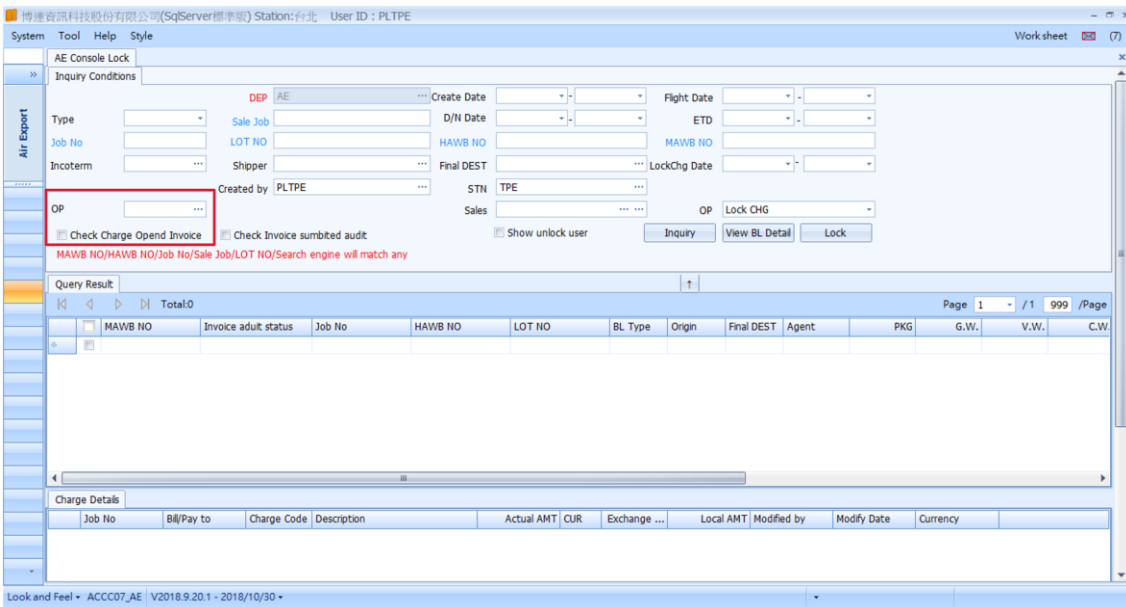 博連資訊科技股份有限公司(SqlServer標準版) Station:台北 User ID : PLTPE
System Tool Help Style Work sheet (7)
AE Console Lock
Inquiry Conditions
DEP AE ... Create Date - Flight Date -
Type Sale Job D/N Date - ETD -
Job No LOT NO HAWB NO MAWB NO
Incoterm ... Shipper ... Final DEST ... LockChg Date -
Created by PLTPE ... STN TPE ...
OP ... Sales ... ... OP Lock CHG
Check Charge Opend Invoice Check Invoice sumbited audit Show unlock user Inquiry View BL Detail Lock
MAWB NO/HAWB NO/Job No/Sale Job/LOT NO/Search engine will match any
Air Export
Query Result
Total:0 Page 1 / 1 999 /Page
MAWB NO Invoice aduit status Job No HAWB NO LOT NO BL Type Origin Final DEST Agent PKG G.W. V.W. C.W.
Charge Details
Job No Bill/Pay to Charge Code Description Actual AMT CUR Exchange ... Local AMT Modified by Modify Date Currency
Look and Feel ACCC07_AE V2018.9.20.1 - 2018/10/30